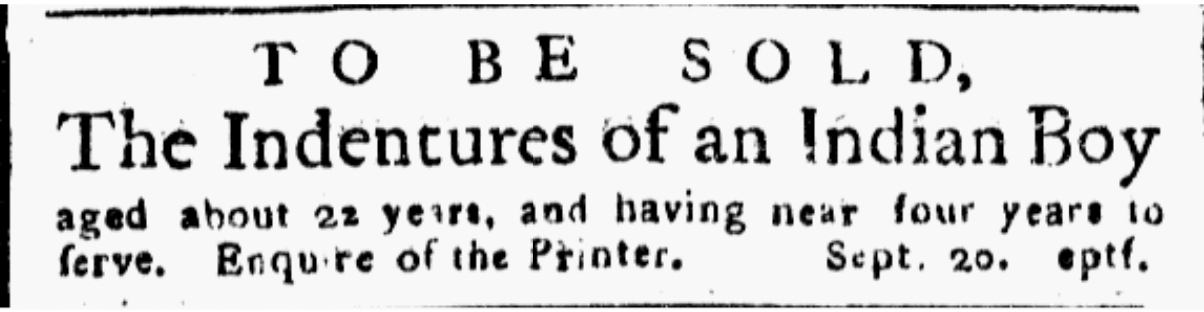 TO BE SOLD,
The Indentures of an Indian Boy
aged about 22 years, and having near four years to
ſerve. Enquire of the Printer. Sept. 20. eptf.